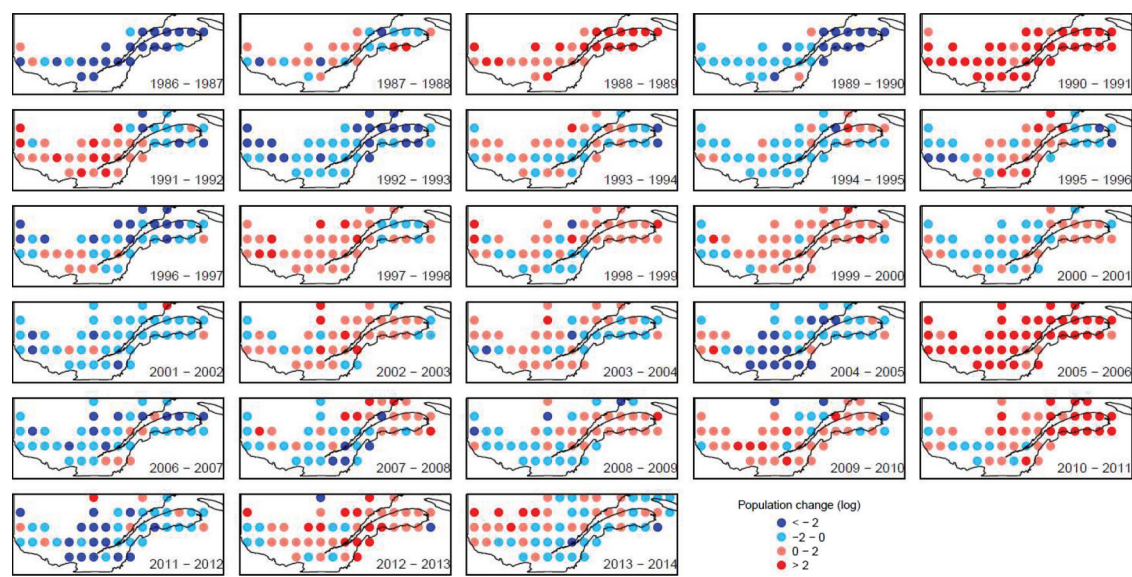 1986 – 1987
1987 – 1988
1988 – 1989
1989 – 1990
1990 – 1991
1991 – 1992
1992 – 1993
1993 – 1994
1994 – 1995
1995 – 1996
1996 – 1997
1997 – 1998
1998 – 1999
1999 – 2000
2000 – 2001
2001 – 2002
2002 – 2003
2003 – 2004
2004 – 2005
2005 – 2006
2006 – 2007
2007 – 2008
2008 – 2009
2009 – 2010
2010 – 2011
2011 – 2012
2012 – 2013
2013 – 2014
Population change (log)
< – 2
–2 – 0
0 – 2
> 2